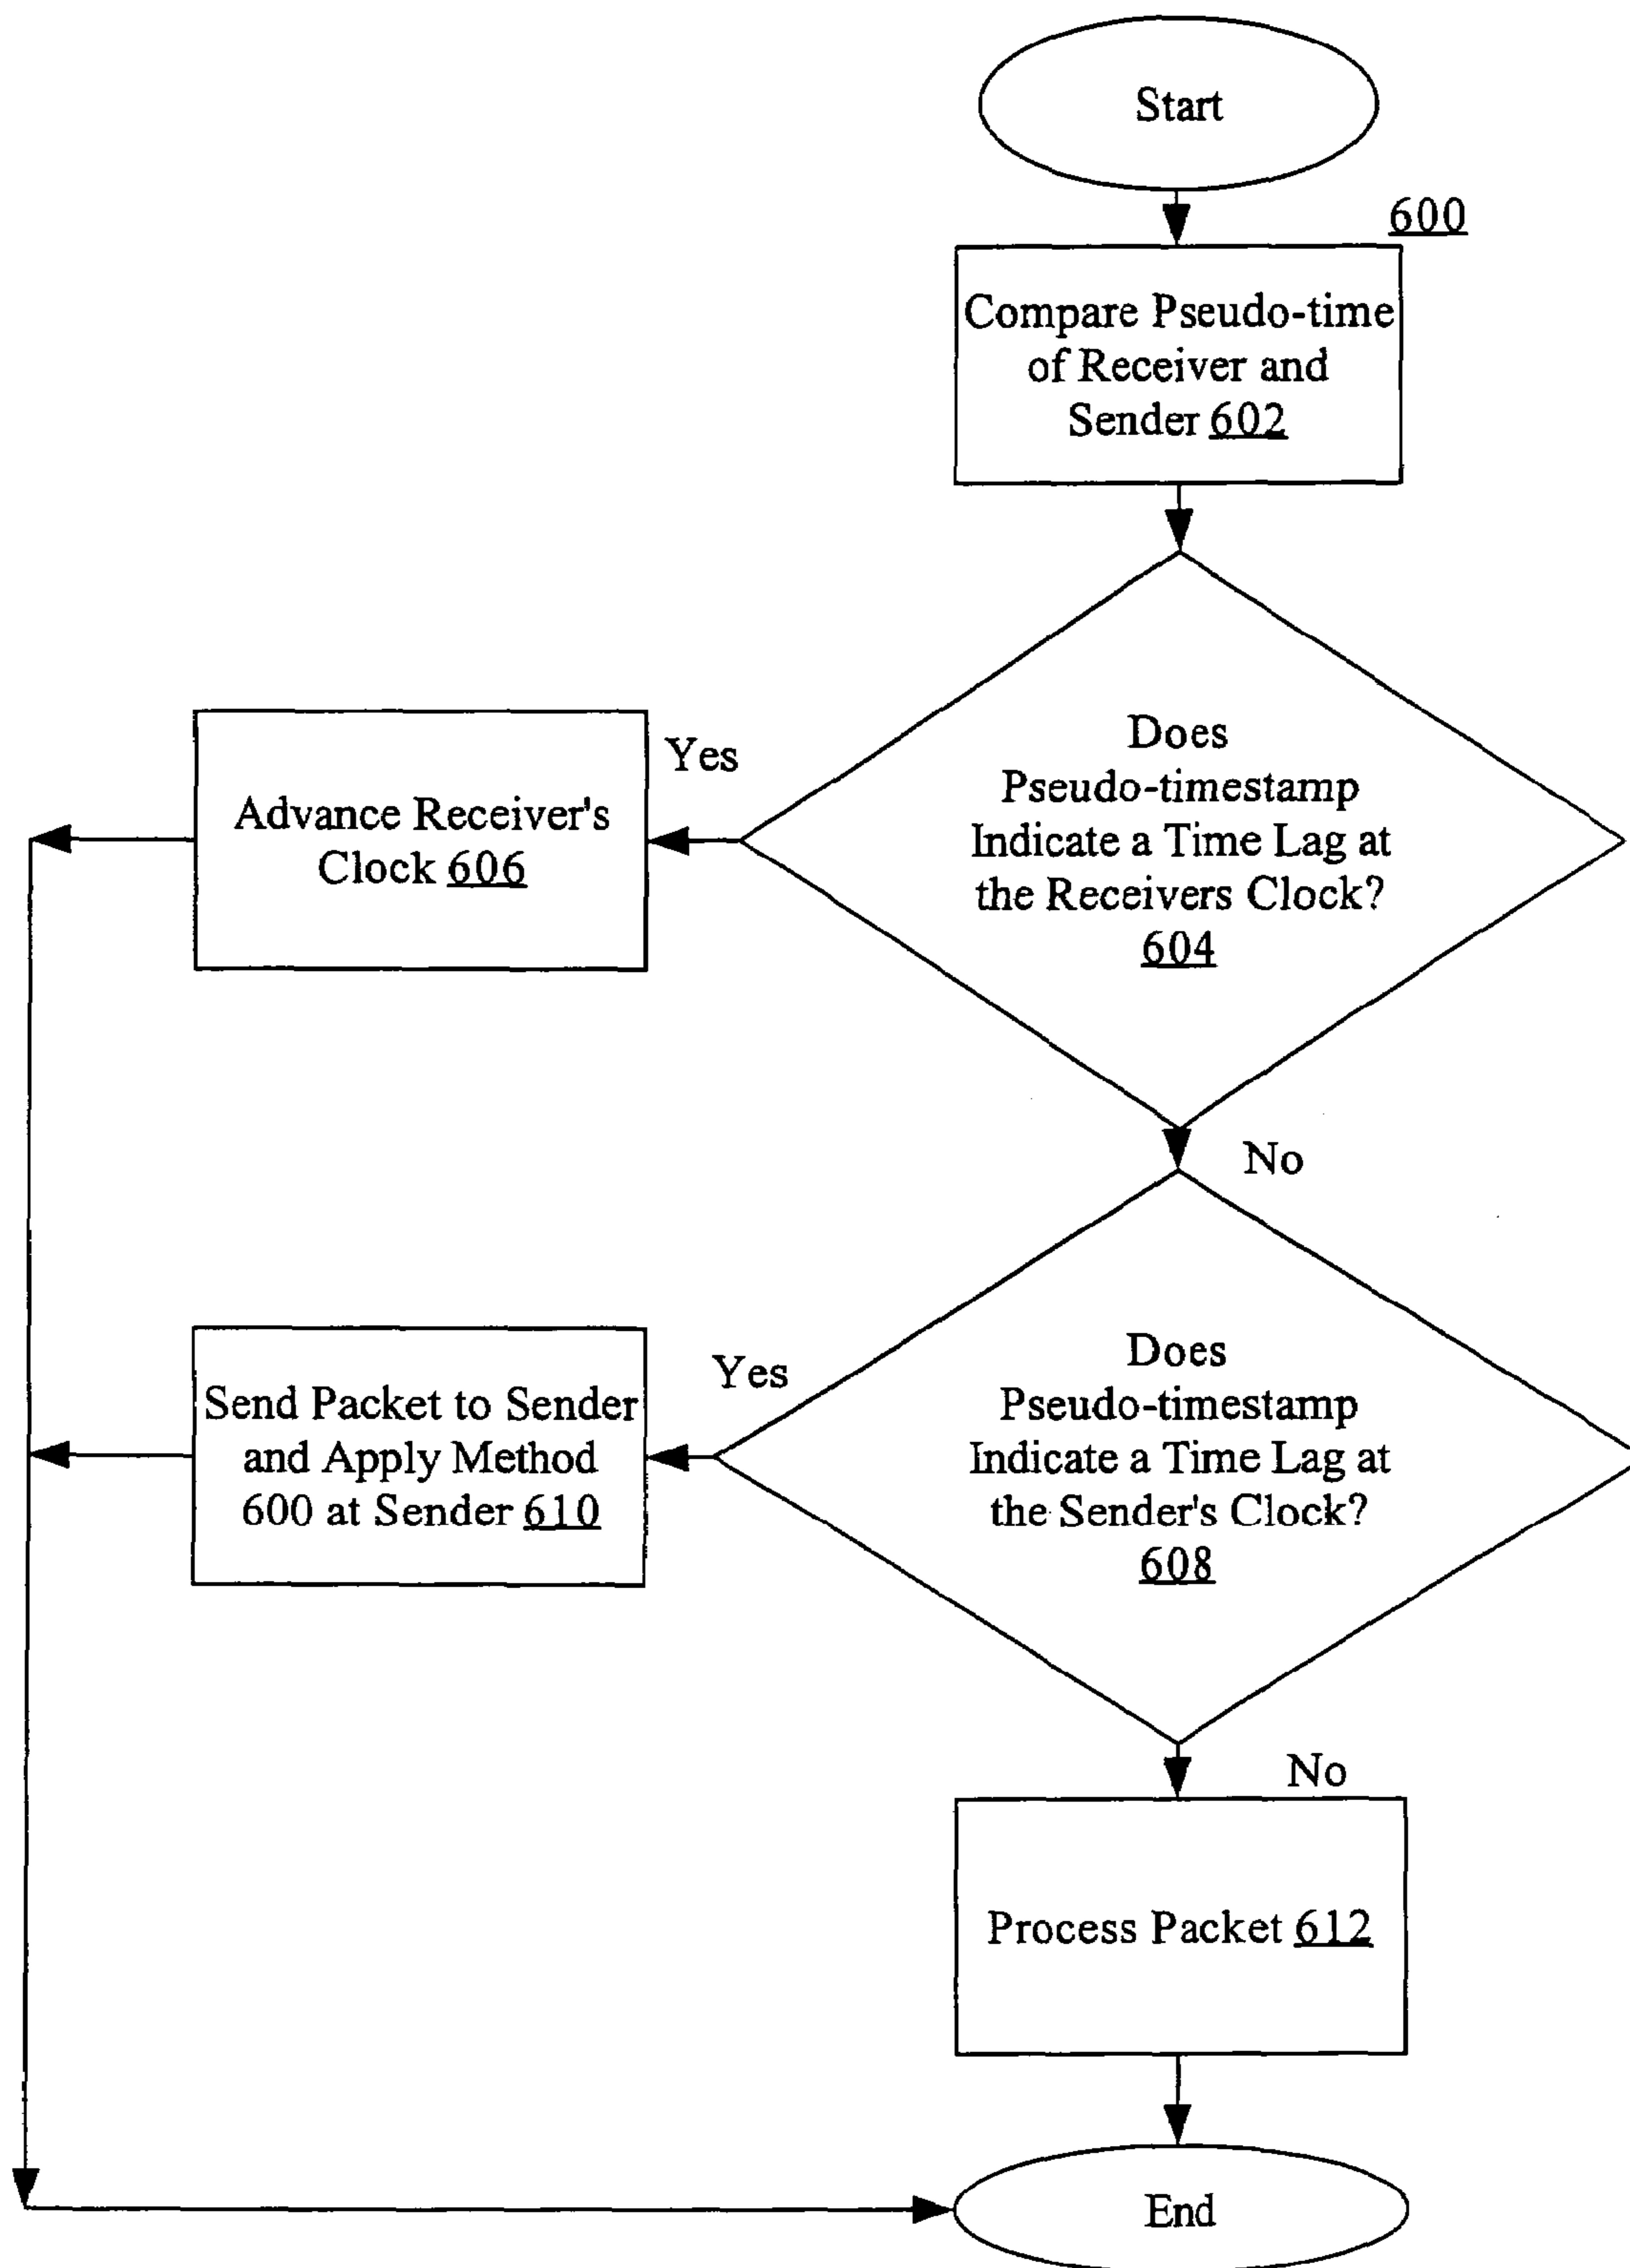 Start
600
Compare Pseudo-time
of Receiver and
Sender 602
Does
Pseudo-timestamp
Indicate a Time Lag at
the Receivers Clock?
604
Yes
Advance Receiver's
Clock 606
No
Does
Pseudo-timestamp
Indicate a Time Lag at
the Sender's Clock?
608
Yes
Send Packet to Sender
and Apply Method
600 at Sender 610
No
Process Packet 612
End